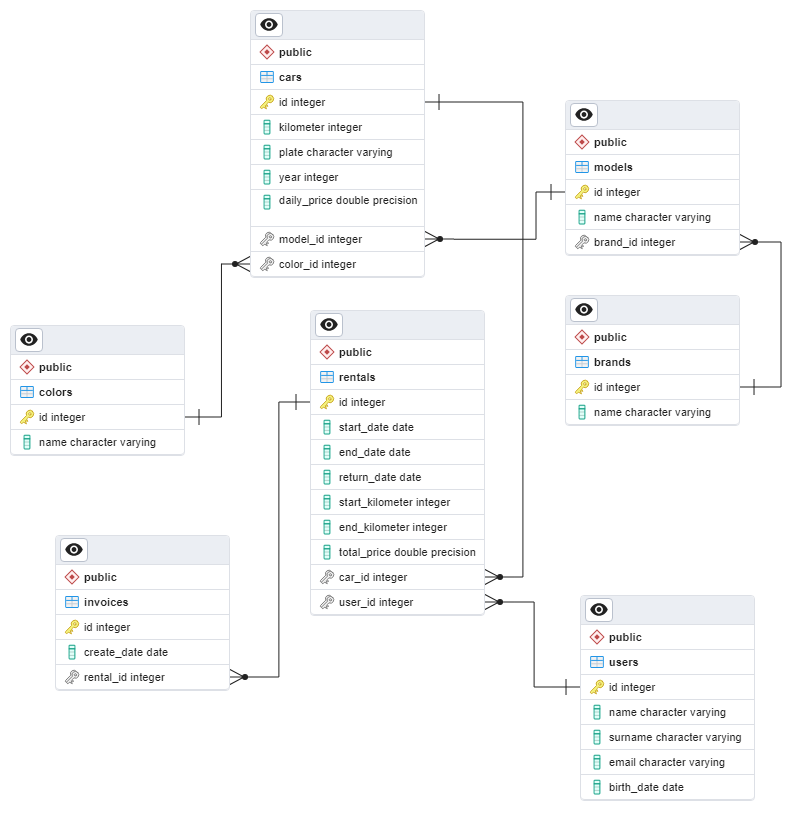 public
cars
id integer
kilometer integer
plate character varying
year integer
daily_price double precision
model_id integer
color_id integer
public
models
id integer
name character varying
brand_id integer
public
brands
id integer
name character varying
public
colors
id integer
name character varying
public
rentals
id integer
start_date date
end_date date
return_date date
start_kilometer integer
end_kilometer integer
total_price double precision
car_id integer
user_id integer
public
invoices
id integer
create_date date
rental_id integer
public
users
id integer
name character varying
surname character varying
email character varying
birth_date date